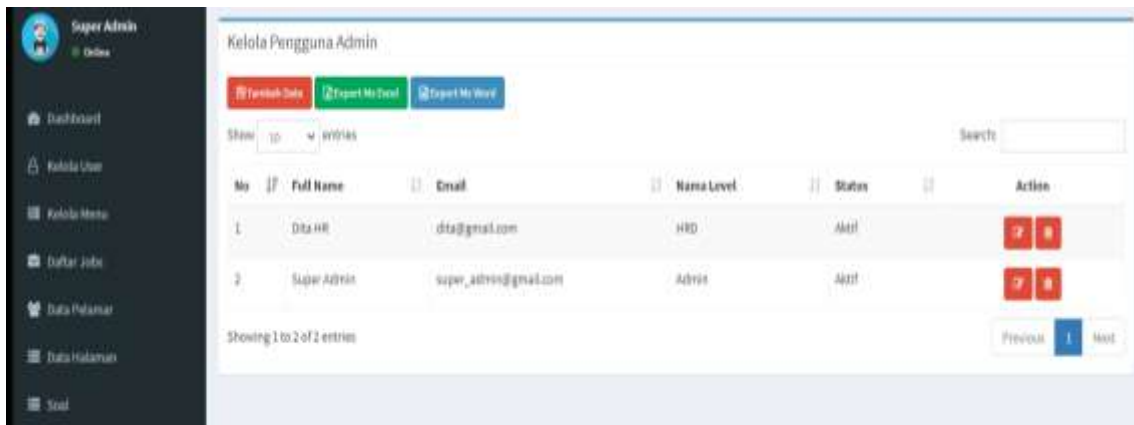 Super Admin
Online
Dashboard
Kelola User
Kelola Menu
Daftar Jobs
Data Pelamar
Data Halaman
Soal
Kelola Pengguna Admin
Tambah Data Export Ms Excel Export Ms Word
Show 10 entries
Search:
No Full Name Email Nama Level Status Action
1 Dita HR dita@gmail.com HRD Aktif
2 Super Admin super_admin@gmail.com Admin Aktif
Showing 1 to 2 of 2 entries
Previous 1 Next